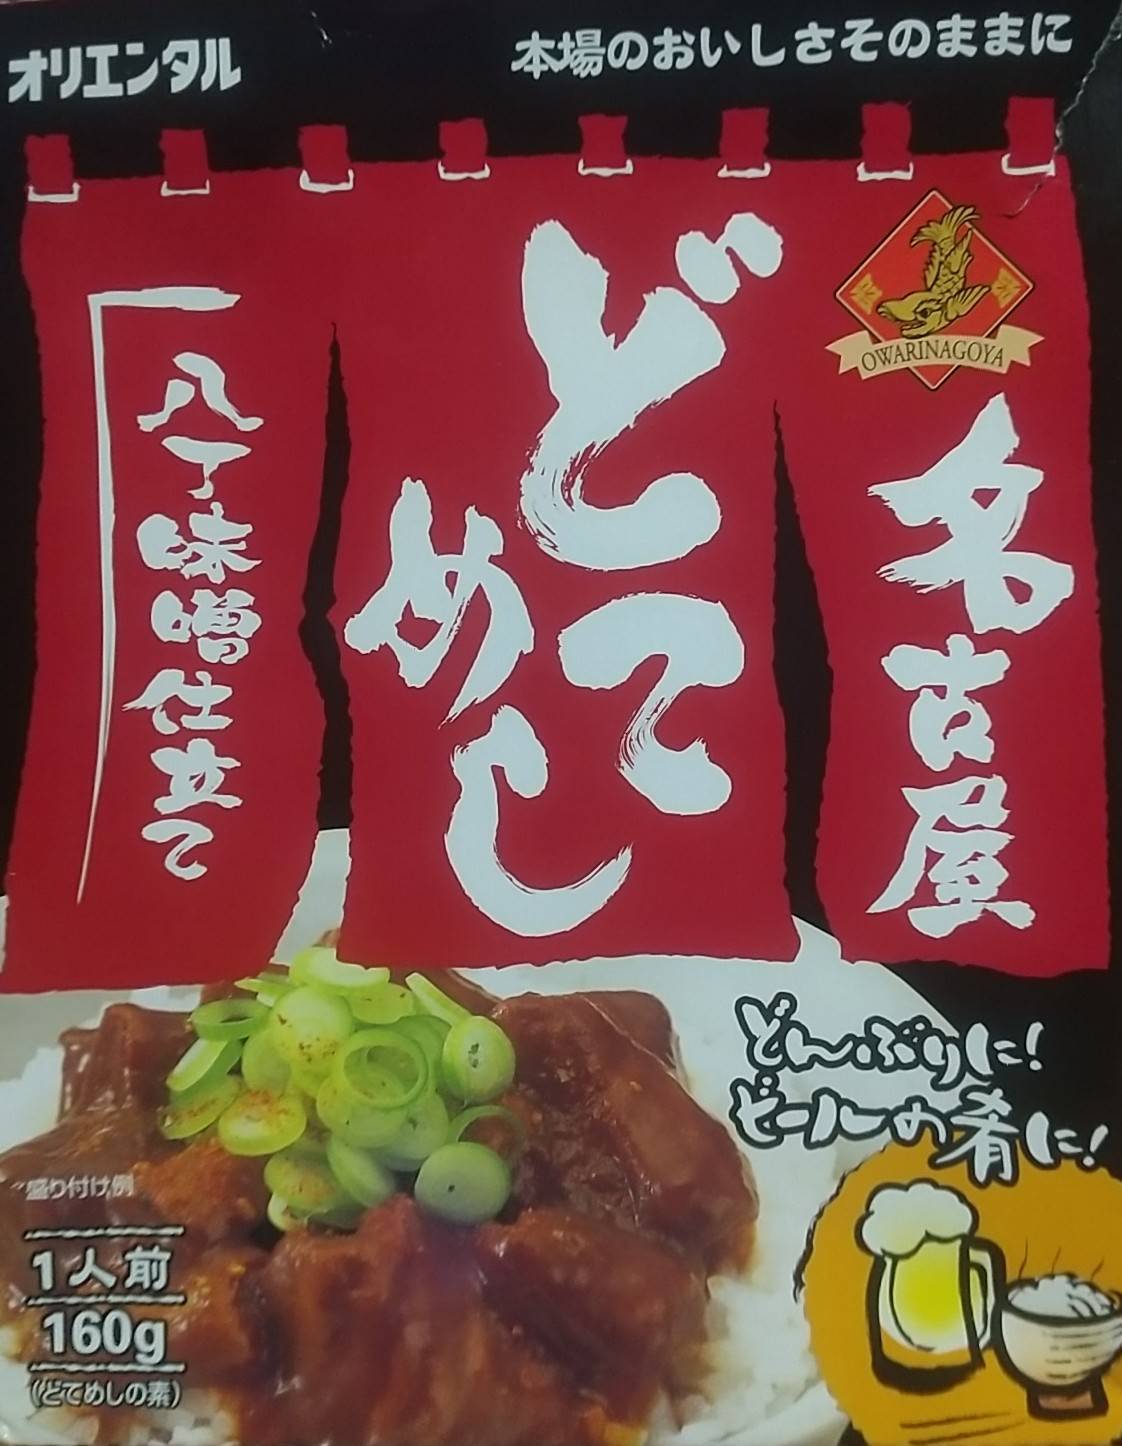 オリエンタル
本場のおいしさそのままに
OWARINAGOYA
名古屋
どて
めし
八丁味噌仕立て
どんぶりに!
ビールの肴に!
盛り付け例
1人前
160g
(どてめしの素)